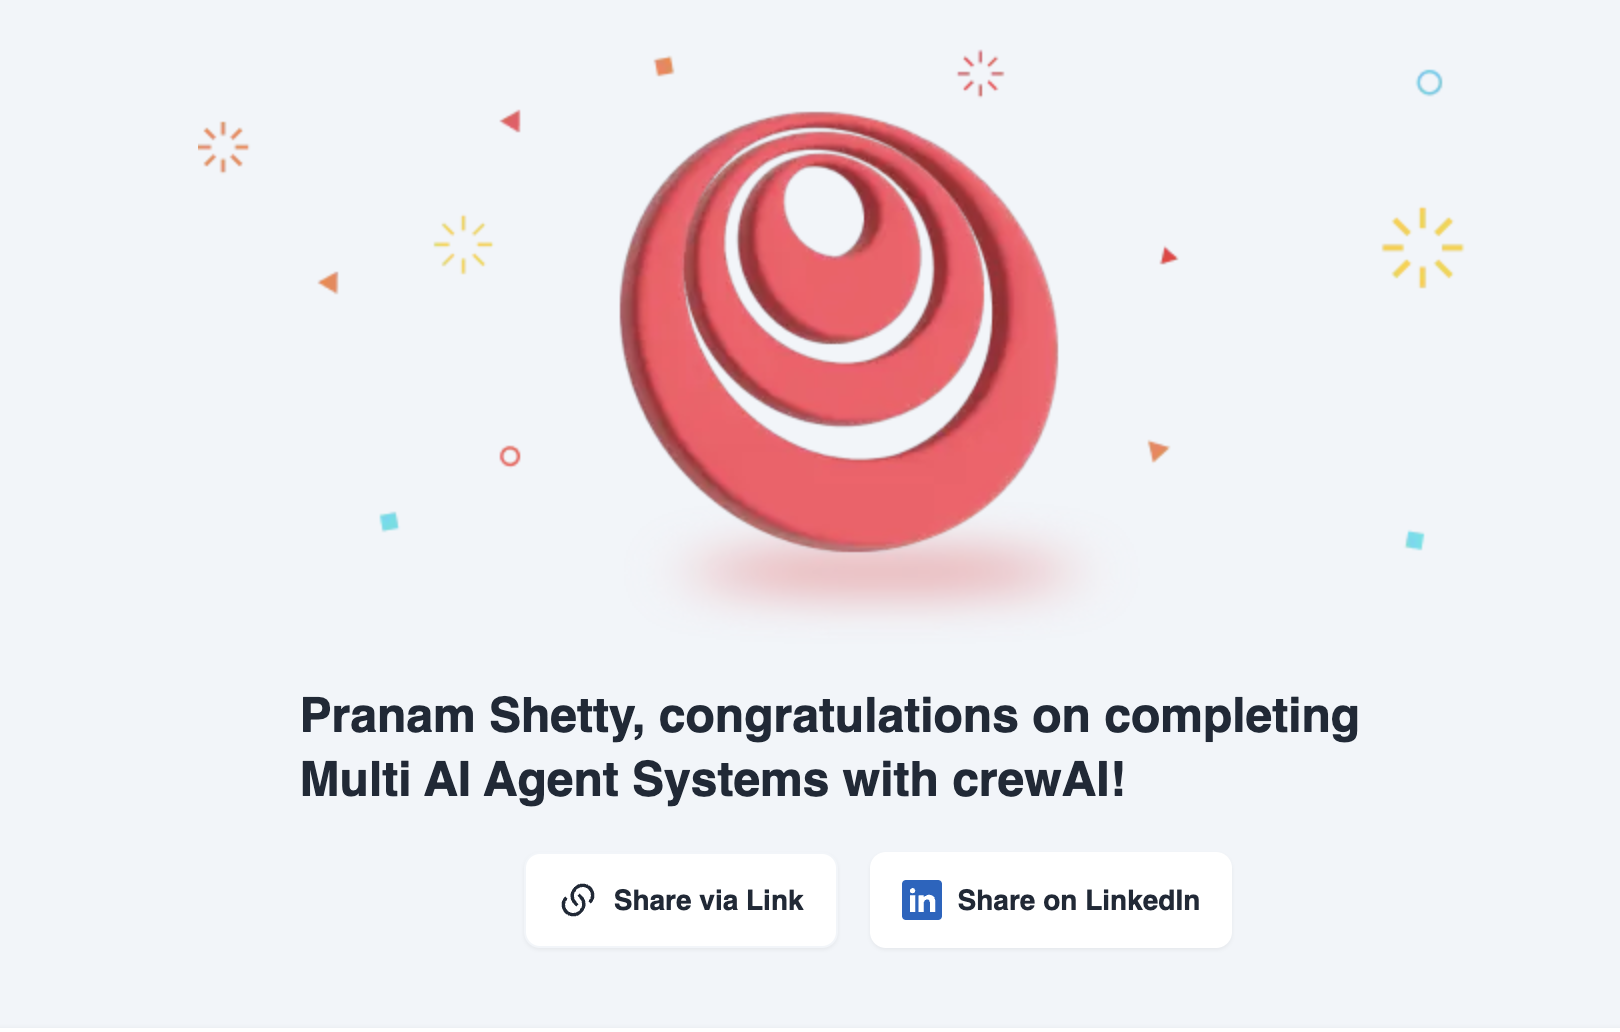 Pranam Shetty, congratulations on completing
Multi AI Agent Systems with crewAI!
Share via Link
in Share on LinkedIn